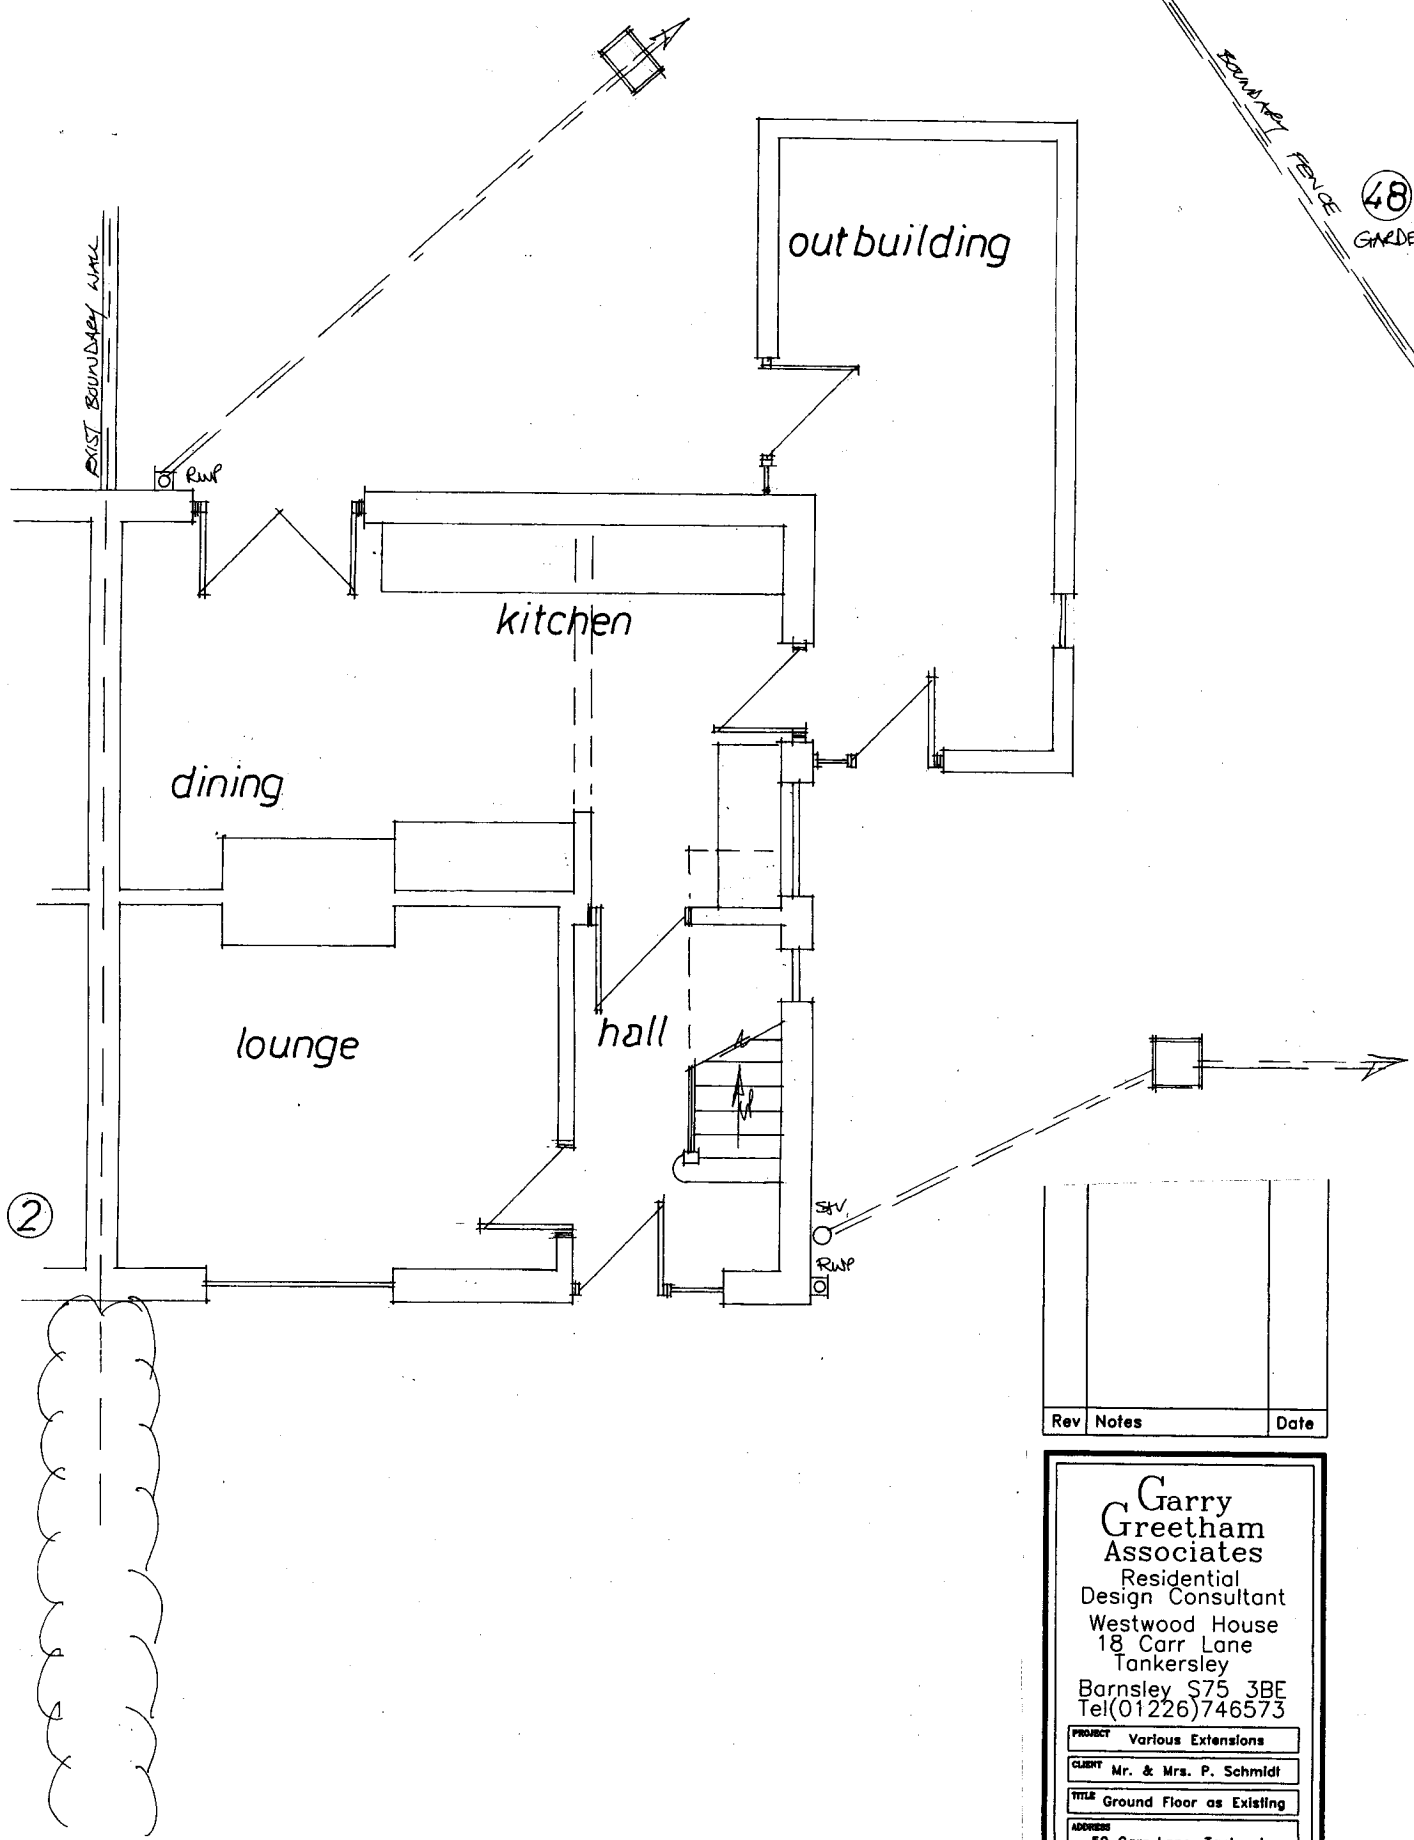 BOUNDARY FENCE
48
outbuilding
EXIST BOUNDARY WALL
RWP
kitchen
dining
lounge
hall
UP
2
SVP
RWP
Rev Notes Date
Garry
Greetham
Associates
Residential
Design Consultant
Westwood House
18 Carr Lane
Tankersley
Barnsley S75 3BE
Tel(01226)746573
PROJECT Various Extensions
CLIENT Mr. & Mrs. P. Schmidt
TITLE Ground Floor as Existing
ADDRESS